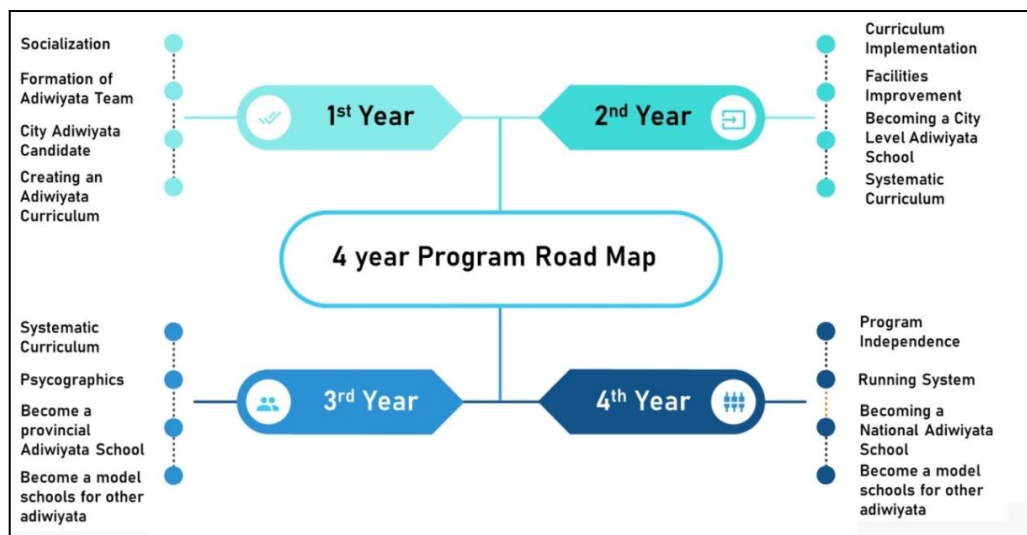 Socialization
Formation of
Adiwiyata Team
City Adiwiyata
Candidate
Creating an
Adiwiyata
Curriculum
1st Year
2nd Year
Curriculum
Implementation
Facilities
Improvement
Becoming a City
Level Adiwiyata
School
Systematic
Curriculum
4 year Program Road Map
Systematic
Curriculum
Psycographics
Become a
provincial
Adiwiyata School
Become a model
schools for other
adiwiyata
3rd Year
4th Year
Program
Independence
Running System
Becoming a
National Adiwiyata
School
Become a model
schools for other
adiwiyata